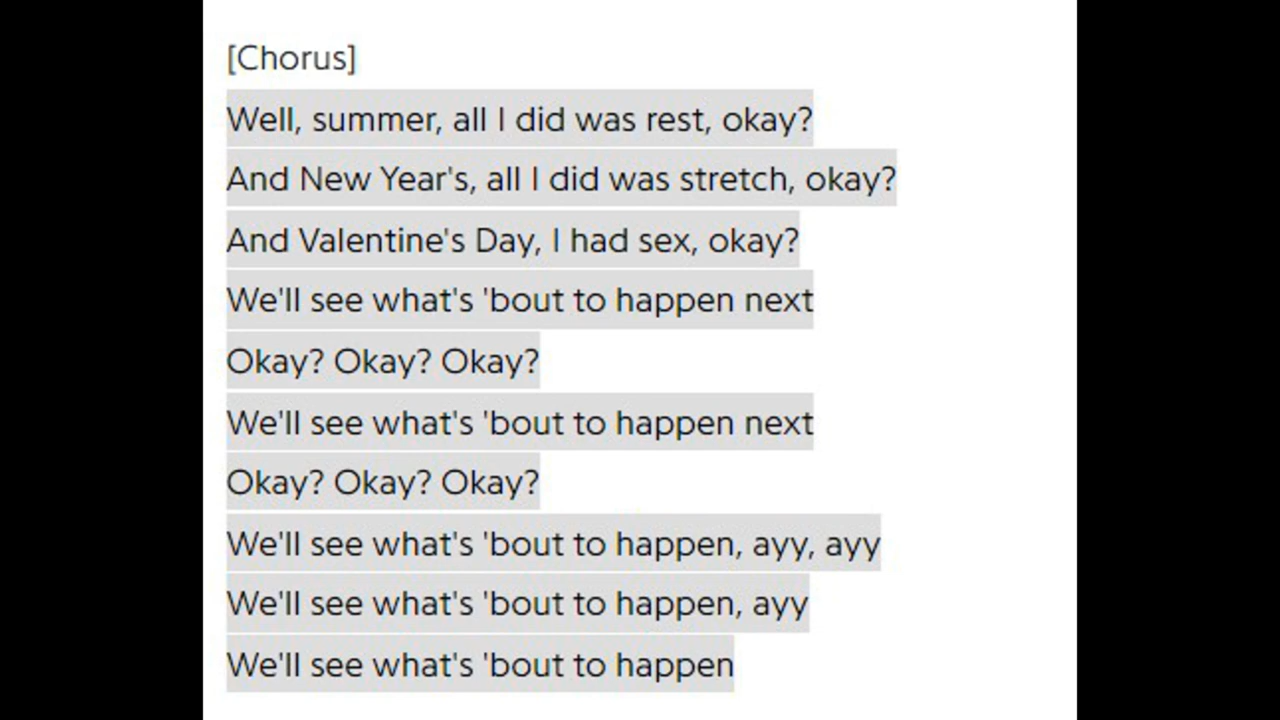 [Chorus]
Well, summer, all I did was rest, okay?
And New Year's, all I did was stretch, okay?
And Valentine's Day, I had sex, okay?
We'll see what's 'bout to happen next
Okay? Okay? Okay?
We'll see what's 'bout to happen next
Okay? Okay? Okay?
We'll see what's 'bout to happen, ayy, ayy
We'll see what's 'bout to happen, ayy
We'll see what's 'bout to happen